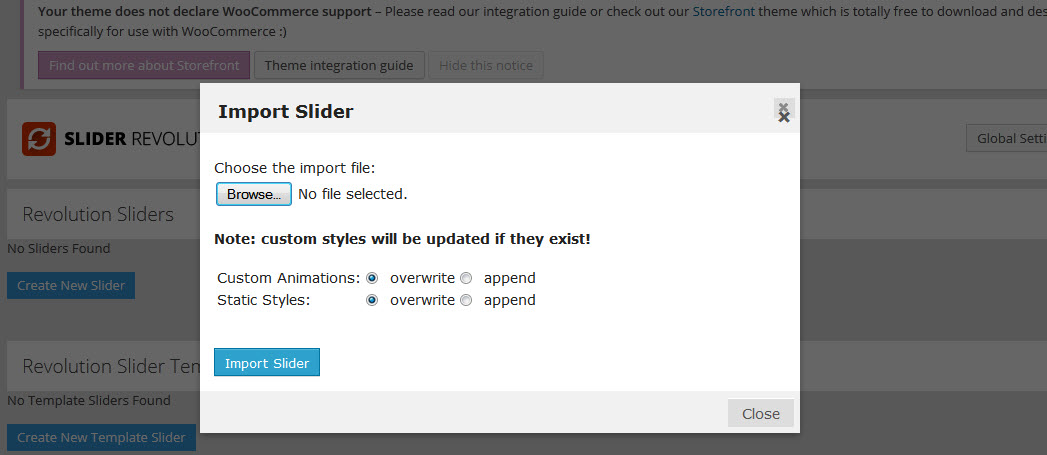 Your theme does not declare WooCommerce support – Please read our integration guide or check out our Storefront theme which is totally free to download and des
specifically for use with WooCommerce :)
Find out more about Storefront Theme integration guide Hide this notice
Import Slider
SLIDER REVOLUT
Global Setti
Choose the import file:
Browse... No file selected.
Revolution Sliders
Note: custom styles will be updated if they exist!
No Sliders Found
Custom Animations: overwrite append
Create New Slider
Static Styles: overwrite append
Import Slider
Revolution Slider Tem
No Template Sliders Found
Close
Create New Template Slider